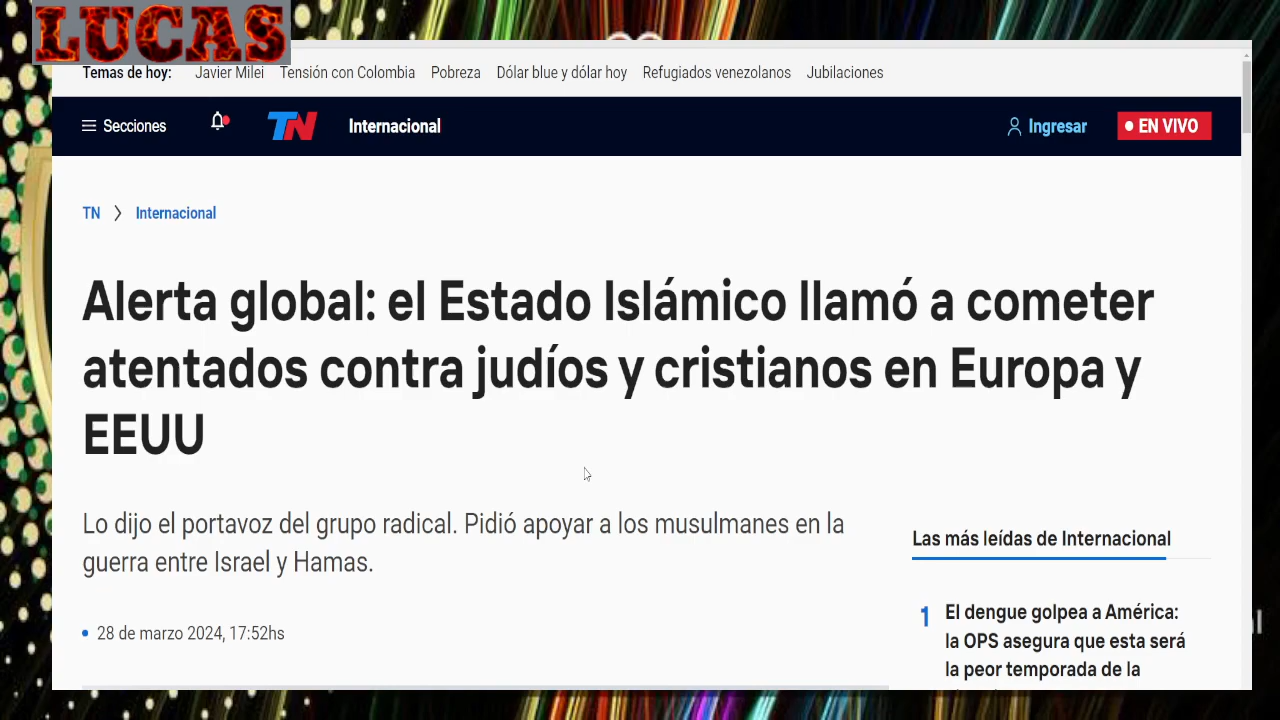 LUCAS
Temas de hoy: Javier Milei Tensión con Colombia Pobreza Dólar blue y dólar hoy Refugiados venezolanos Jubilaciones
Secciones TN Internacional Ingresar EN VIVO
TN > Internacional
Alerta global: el Estado Islámico llamó a cometer
atentados contra judíos y cristianos en Europa y
EEUU
Lo dijo el portavoz del grupo radical. Pidió apoyar a los musulmanes en la
guerra entre Israel y Hamas.
28 de marzo 2024, 17:52hs
Las más leídas de Internacional
1 El dengue golpea a América:
la OPS asegura que esta será
la peor temporada de la